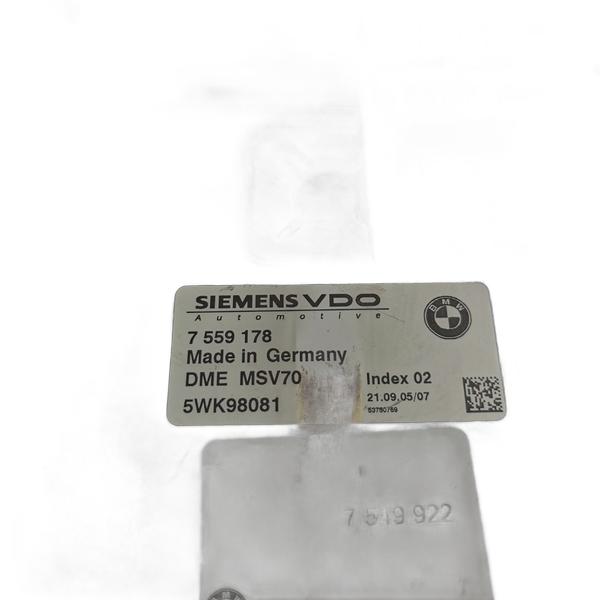 SIEMENS VDO
Automotive
BMW
7 559 178
Made in Germany
DME MSV70 Index 02
5WK98081 21.09.05/07
53780789
7 549 922